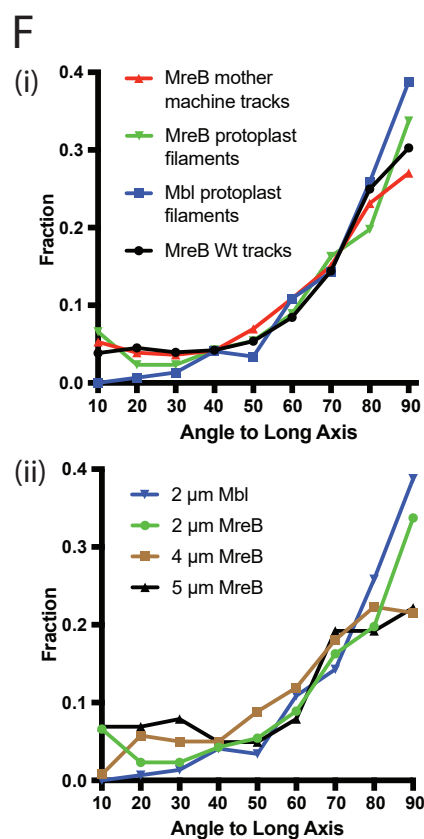 F
(i)
0.4
0.3
0.2
0.1
0.0
Fraction
MreB mother
machine tracks
MreB protoplast
filaments
Mbl protoplast
filaments
MreB Wt tracks
10 20 30 40 50 60 70 80 90
Angle to Long Axis
(ii)
0.4
0.3
0.2
0.1
0.0
Fraction
2 µm Mbl
2 µm MreB
4 µm MreB
5 µm MreB
10 20 30 40 50 60 70 80 90
Angle to Long Axis